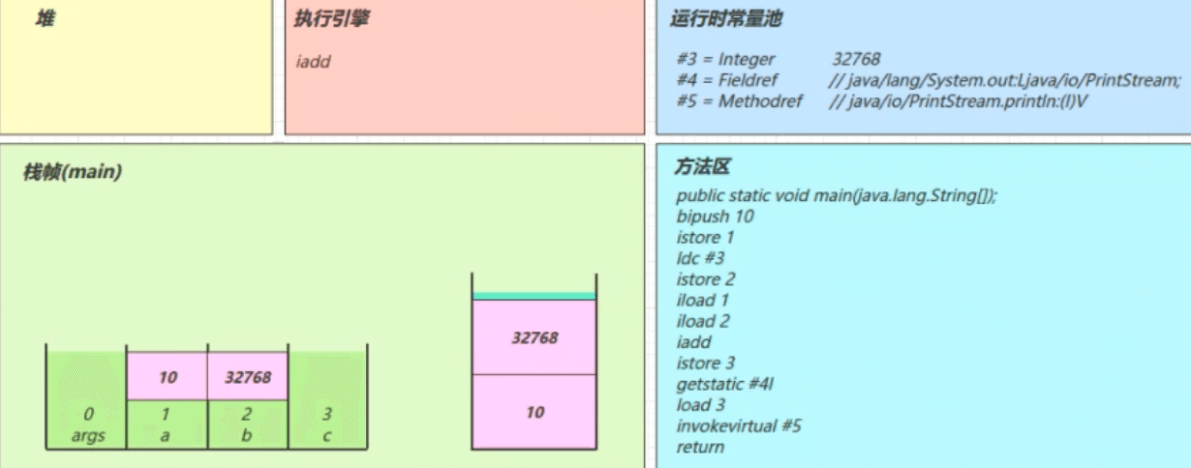 堆
执行引擎
iadd
运行时常量池
#3 = Integer 32768
#4 = Fieldref // java/lang/System.out:Ljava/io/PrintStream;
#5 = Methodref // java/io/PrintStream.println:(I)V
栈帧(main)
32768
10
10 32768
0 1 2 3
args a b c
方法区
public static void main(java.lang.String[]);
bipush 10
istore 1
ldc #3
istore 2
iload 1
iload 2
iadd
istore 3
getstatic #4I
load 3
invokevirtual #5
return